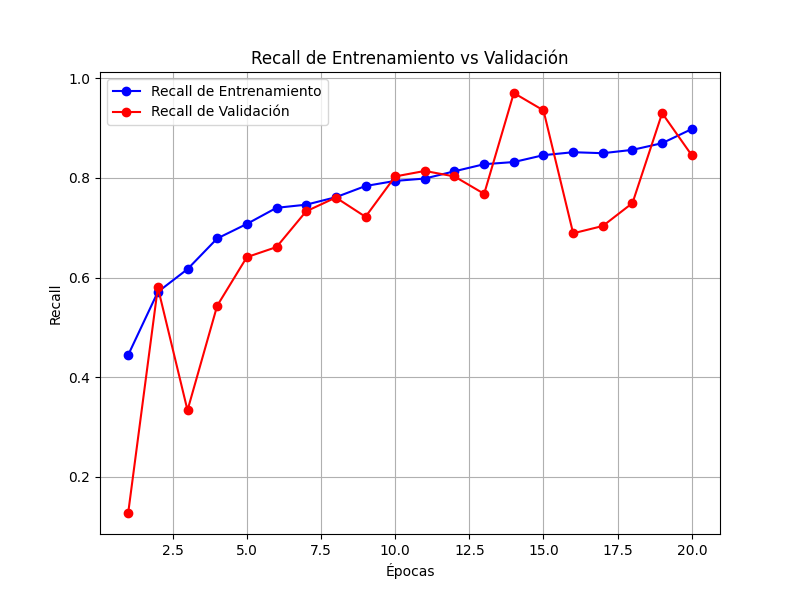 Recall de Entrenamiento vs Validación
Recall de Entrenamiento
Recall de Validación
1.0
0.8
0.6
0.4
0.2
Recall
2.5 5.0 7.5 10.0 12.5 15.0 17.5 20.0
Épocas